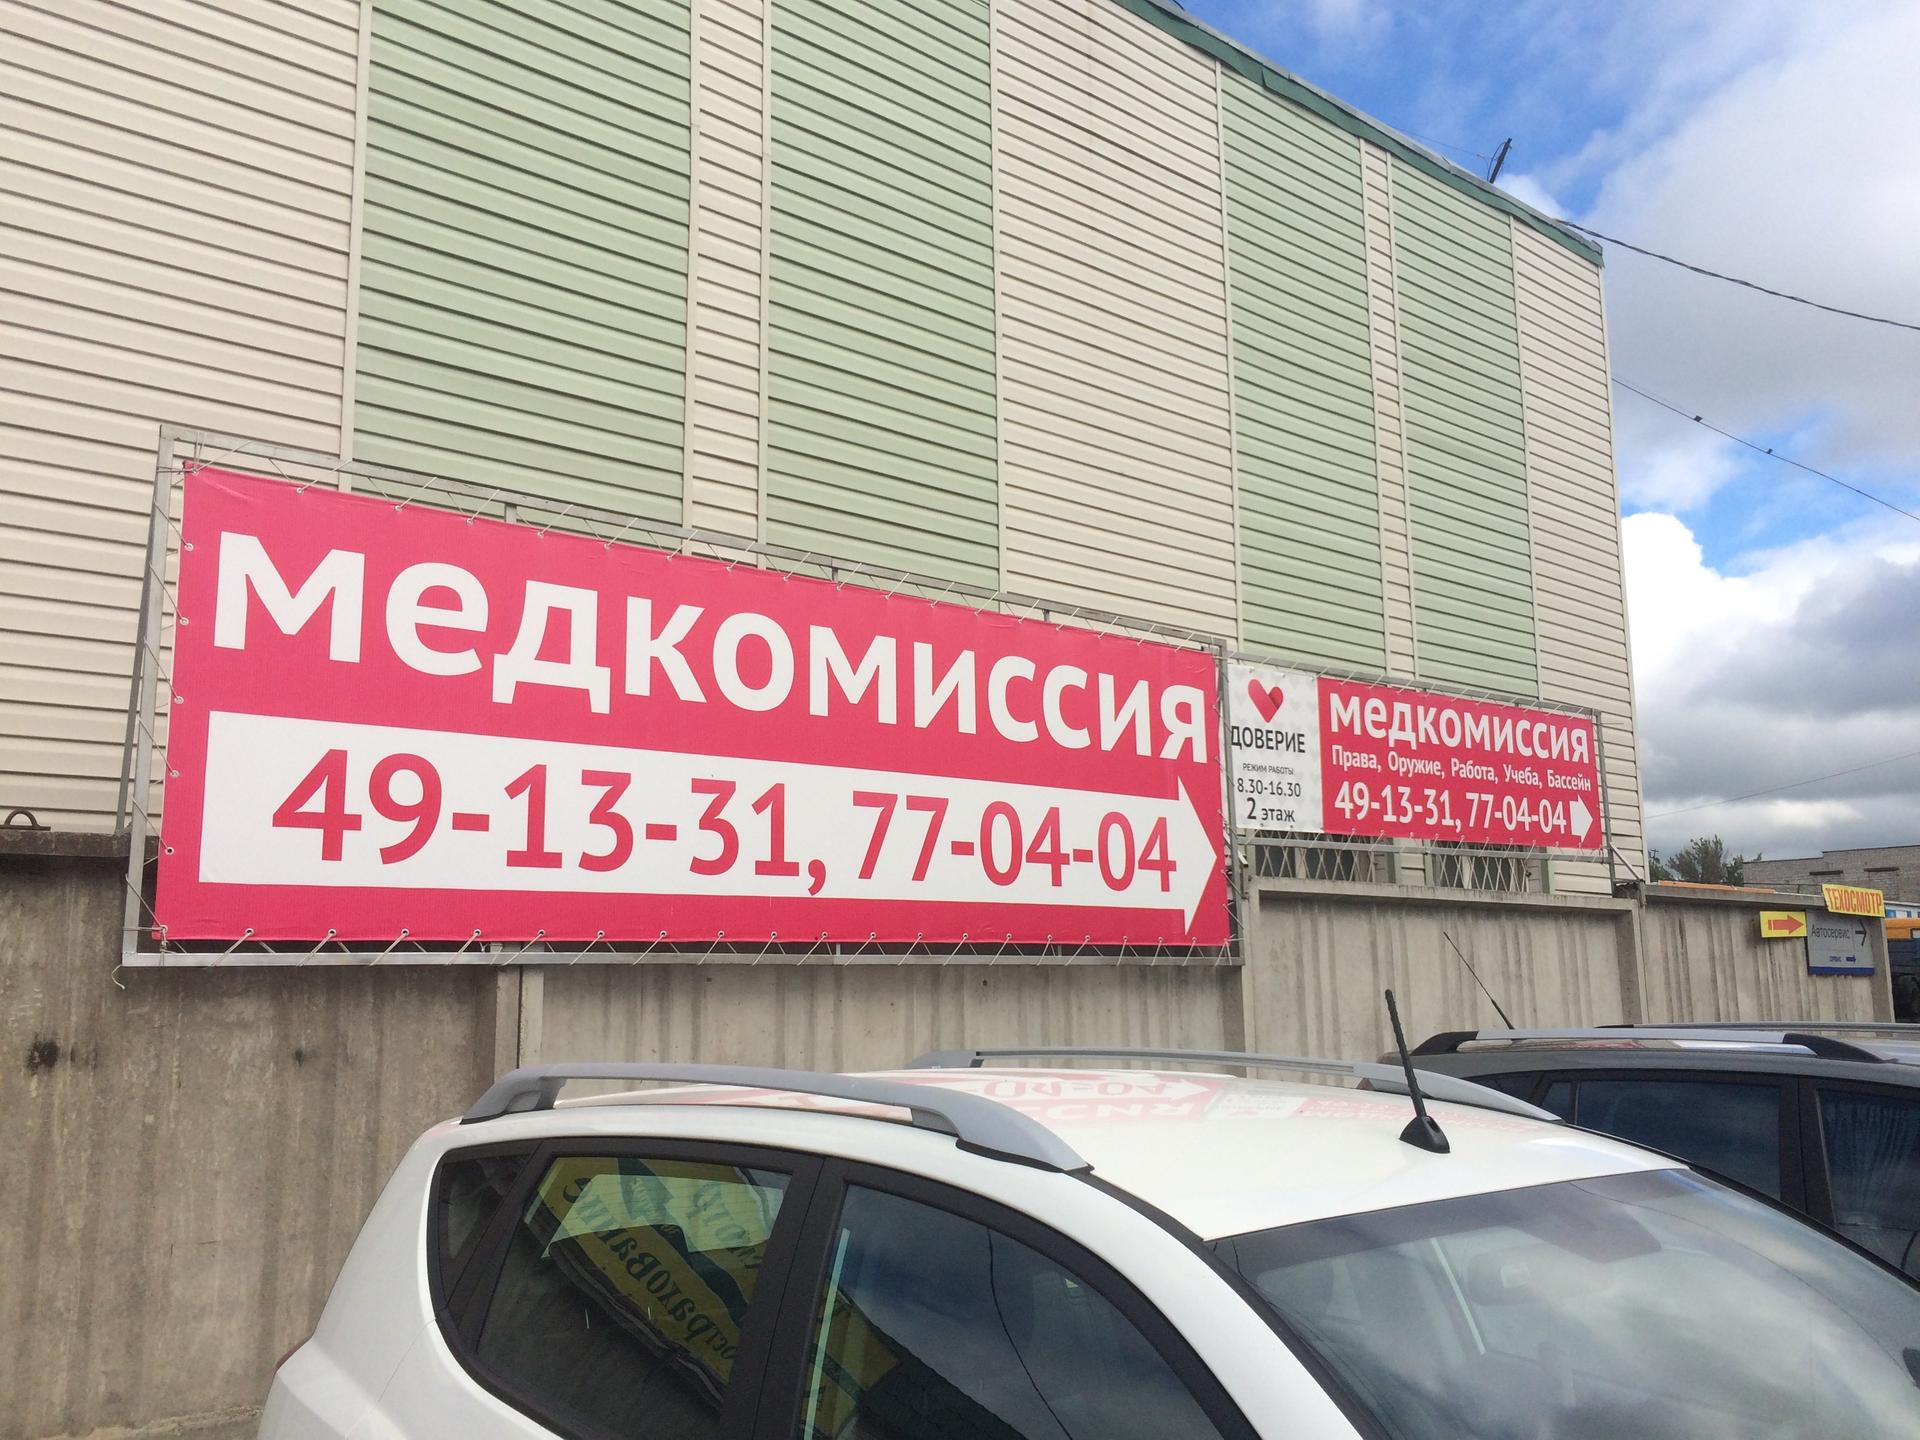 медкомиссия
49-13-31, 77-04-04
ДОВЕРИЕ
РЕЖИМ РАБОТЫ
8.30-16.30
2 этаж
медкомиссия
Права, Оружие, Работа, Учеба, Бассейн
49-13-31, 77-04-04
ТЕХОСМОТР
Автосервис